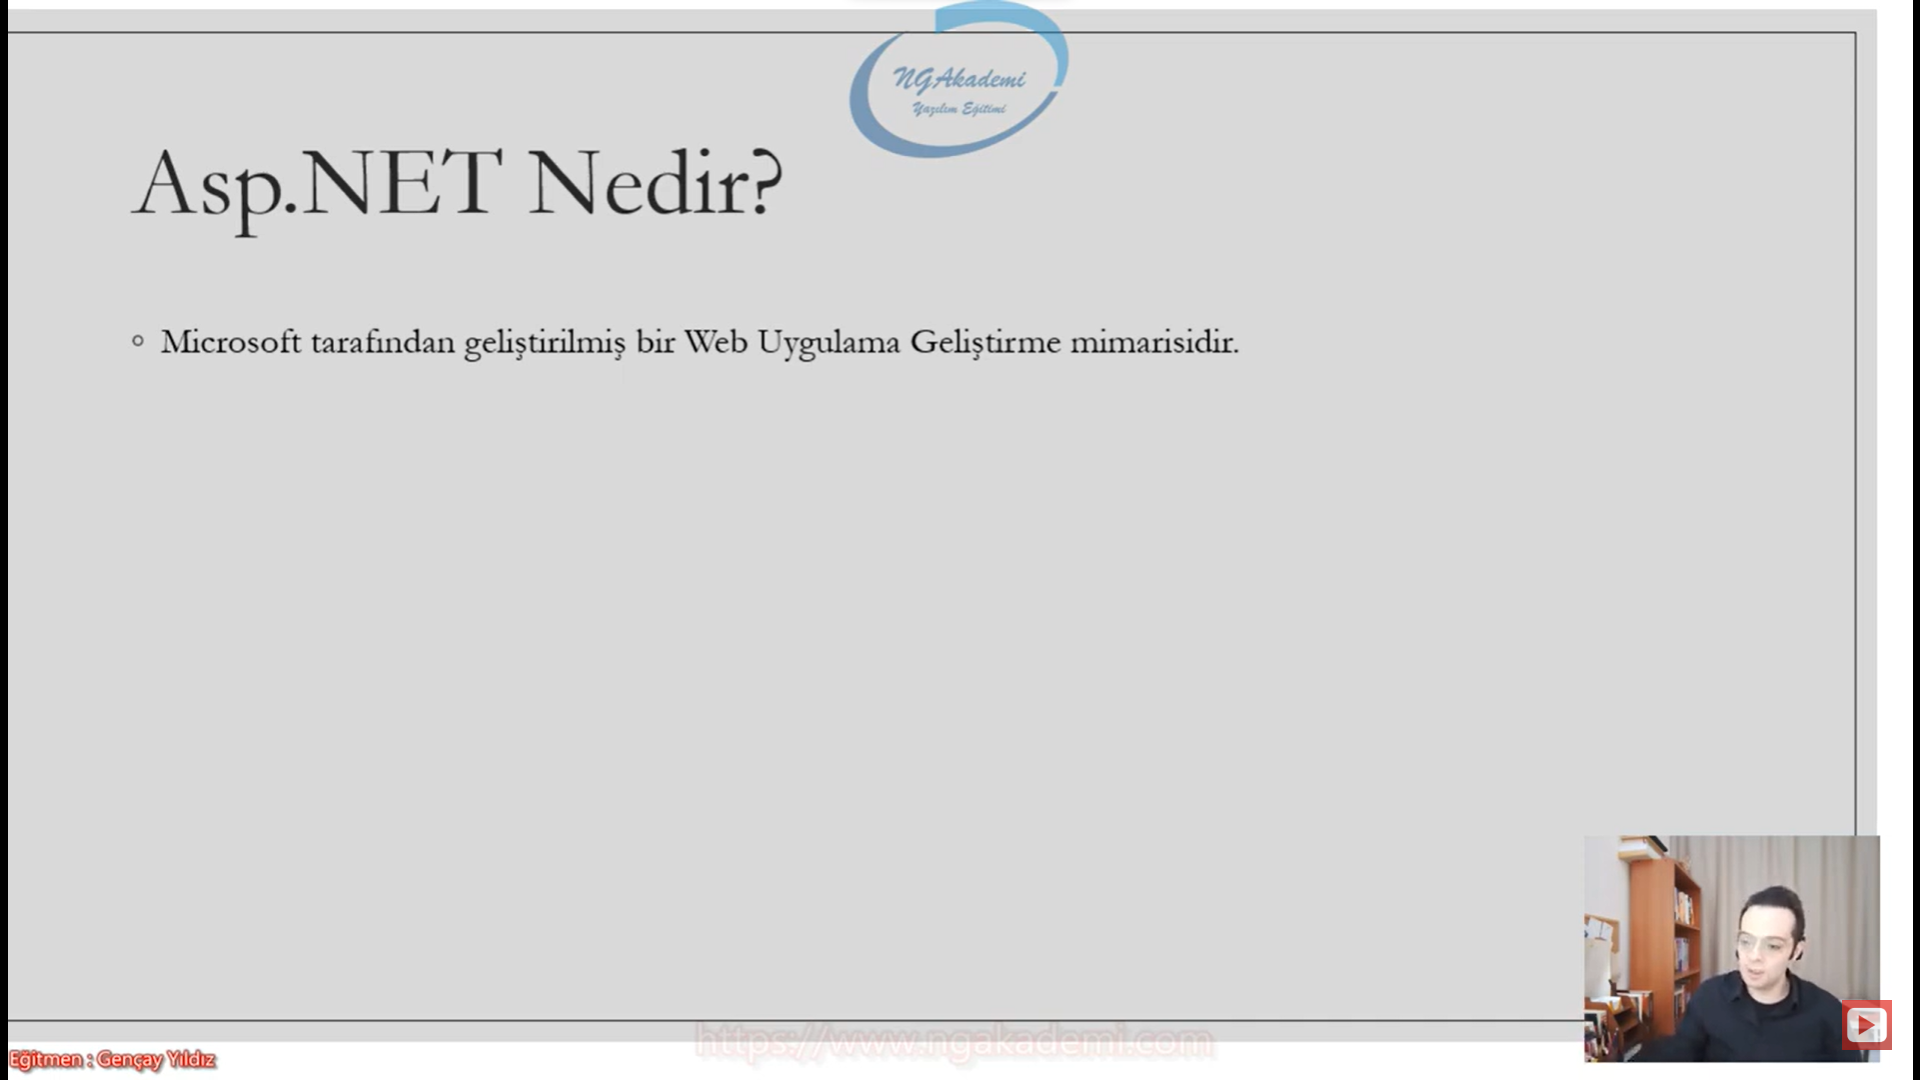 NGAkademi
Yazılım Eğitimi
Asp.NET Nedir?
Microsoft tarafından geliştirilmiş bir Web Uygulama Geliştirme mimarisidir.
https://www.ngakademi.com
Eğitmen : Gençay Yıldız